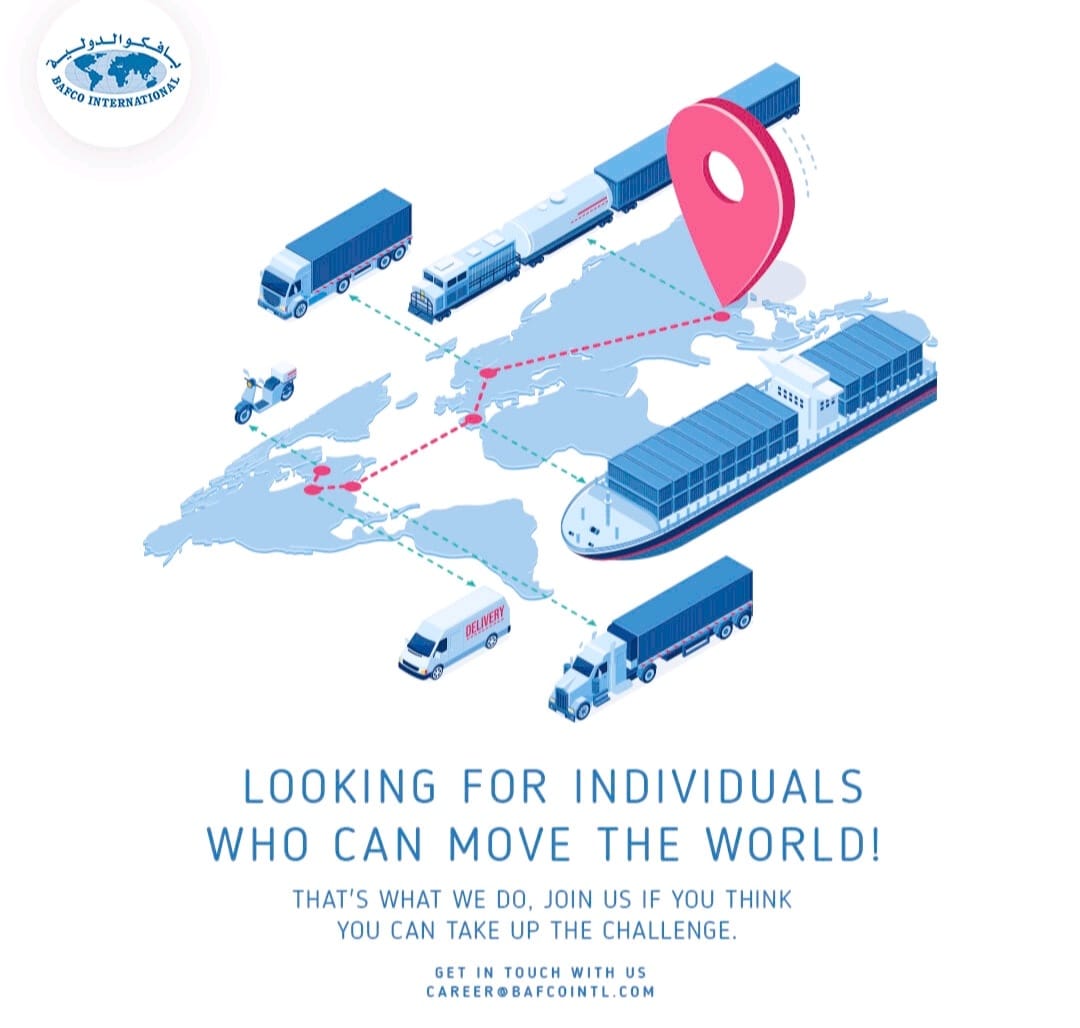 بافكو الدولية
BAFCO INTERNATIONAL
DELIVERY
LOOKING FOR INDIVIDUALS
WHO CAN MOVE THE WORLD!
THAT'S WHAT WE DO, JOIN US IF YOU THINK
YOU CAN TAKE UP THE CHALLENGE.
GET IN TOUCH WITH US
CAREER@BAFCOINTL.COM